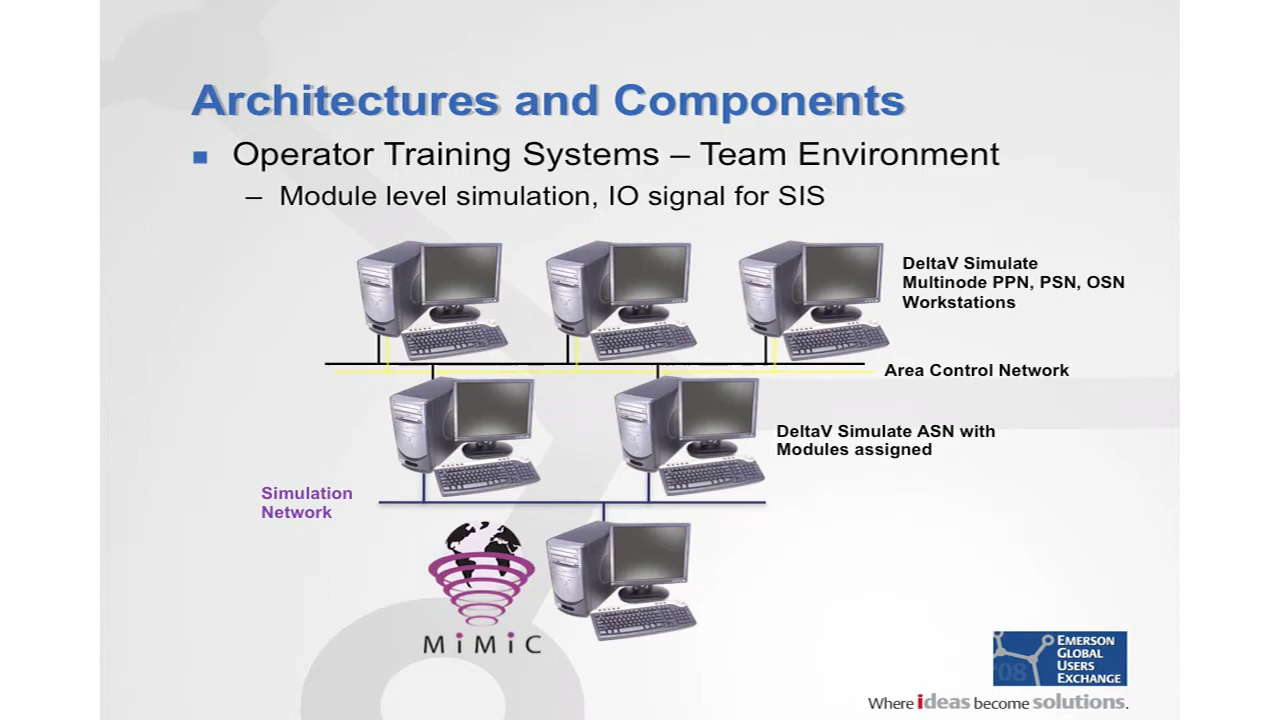 Architectures and Components
Operator Training Systems – Team Environment
– Module level simulation, IO signal for SIS
DeltaV Simulate
Multinode PPN, PSN, OSN
Workstations
Area Control Network
DeltaV Simulate ASN with
Modules assigned
Simulation
Network
MiMiC
EMERSON
GLOBAL
USERS
EXCHANGE
'08
Where ideas become solutions.